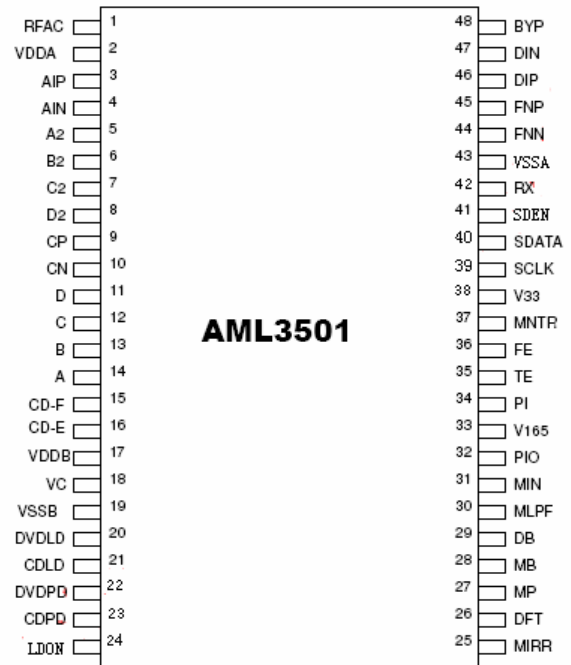 RFAC 1 48 BYP
VDDA 2 47 DIN
AIP 3 46 DIP
AIN 4 45 FNP
A2 5 44 FNN
B2 6 43 VSSA
C2 7 42 RX
D2 8 41 SDEN
CP 9 40 SDATA
CN 10 39 SCLK
D 11 38 V33
C 12 37 MNTR
AML3501
B 13 36 FE
A 14 35 TE
CD-F 15 34 PI
CD-E 16 33 V165
VDDB 17 32 PIO
VC 18 31 MIN
VSSB 19 30 MLPF
DVDLD 20 29 DB
CDLD 21 28 MB
DVDPD 22 27 MP
CDPD 23 26 DFT
LDON 24 25 MIRR